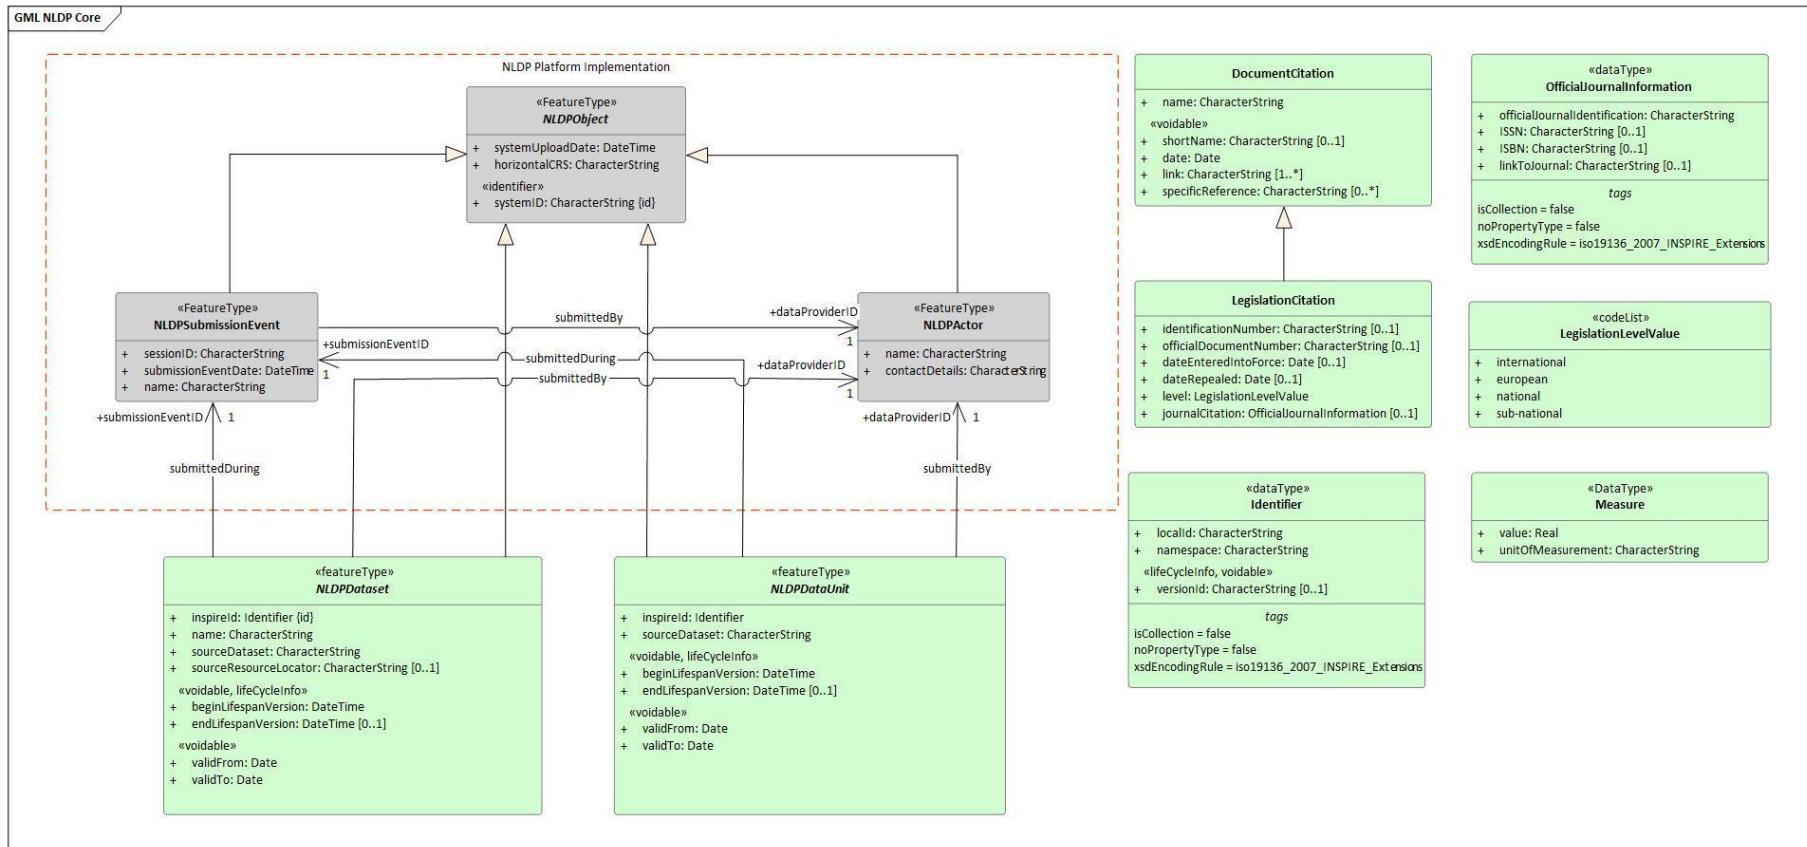 GML NLDP Core
NLDP Platform Implementation
«FeatureType»
NLDPObject
+ systemUploadDate: DateTime
+ horizontalCRS: CharacterString
«identifier»
+ systemID: CharacterString {id}
«FeatureType»
NLDPSubmissionEvent
+ sessionID: CharacterString
+ submissionEventDate: DateTime
+ name: CharacterString
submittedBy
+dataProviderID
1
+submissionEventID
1
submittedDuring
submittedBy
+dataProviderID
1
«FeatureType»
NLDPActor
+ name: CharacterString
+ contactDetails: CharacterString
+submissionEventID
1
submittedDuring
+dataProviderID
1
submittedBy
«featureType»
NLDPDataset
+ inspireId: Identifier {id}
+ name: CharacterString
+ sourceDataset: CharacterString
+ sourceResourceLocator: CharacterString [0..1]
«voidable, lifeCycleInfo»
+ beginLifespanVersion: DateTime
+ endLifespanVersion: DateTime [0..1]
«voidable»
+ validFrom: Date
+ validTo: Date
«featureType»
NLDPDataUnit
+ inspireId: Identifier
+ sourceDataset: CharacterString
«voidable, lifeCycleInfo»
+ beginLifespanVersion: DateTime
+ endLifespanVersion: DateTime [0..1]
«voidable»
+ validFrom: Date
+ validTo: Date
DocumentCitation
+ name: CharacterString
«voidable»
+ shortName: CharacterString [0..1]
+ date: Date
+ link: CharacterString [1..*]
+ specificReference: CharacterString [0..*]
LegislationCitation
+ identificationNumber: CharacterString [0..1]
+ officialDocumentNumber: CharacterString [0..1]
+ dateEnteredIntoForce: Date [0..1]
+ dateRepealed: Date [0..1]
+ level: LegislationLevelValue
+ journalCitation: OfficialJournalInformation [0..1]
«dataType»
Identifier
+ localId: CharacterString
+ namespace: CharacterString
«lifeCycleInfo, voidable»
+ versionId: CharacterString [0..1]
tags
isCollection = false
noPropertyType = false
xsdEncodingRule = iso19136_2007_INSPIRE_Extensions
«dataType»
OfficialJournalInformation
+ officialJournalIdentification: CharacterString
+ ISSN: CharacterString [0..1]
+ ISBN: CharacterString [0..1]
+ linkToJournal: CharacterString [0..1]
tags
isCollection = false
noPropertyType = false
xsdEncodingRule = iso19136_2007_INSPIRE_Extensions
«codeList»
LegislationLevelValue
+ international
+ european
+ national
+ sub-national
«DataType»
Measure
+ value: Real
+ unitOfMeasurement: CharacterString